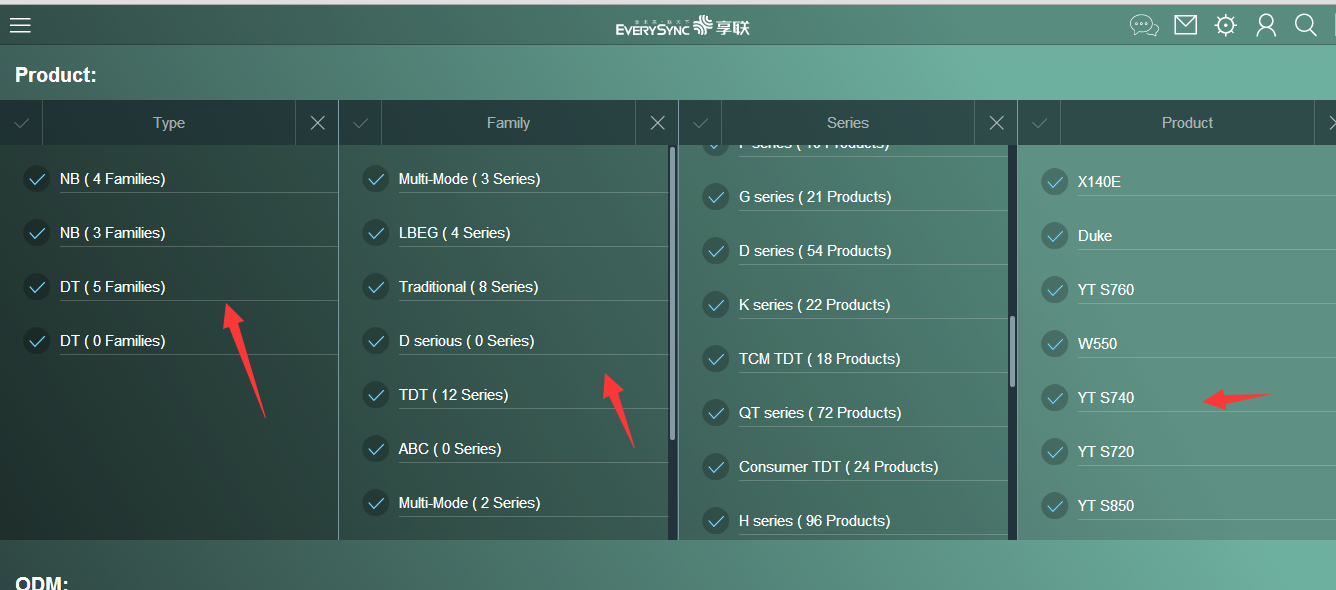 EVERYSYNC 享联
Product:
Type
Family
Series
Product
NB ( 4 Families)
NB ( 3 Families)
DT ( 5 Families)
DT ( 0 Families)
Multi-Mode ( 3 Series)
LBEG ( 4 Series)
Traditional ( 8 Series)
D serious ( 0 Series)
TDT ( 12 Series)
ABC ( 0 Series)
Multi-Mode ( 2 Series)
G series ( 21 Products)
D series ( 54 Products)
K series ( 22 Products)
TCM TDT ( 18 Products)
QT series ( 72 Products)
Consumer TDT ( 24 Products)
H series ( 96 Products)
X140E
Duke
YT S760
W550
YT S740
YT S720
YT S850
ODM: